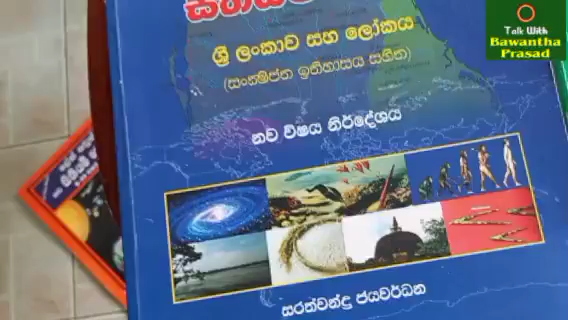 Talk With
Bawantha
Prasad
ශ්‍රී ලංකාව සහ ලෝකය
(සංක්ෂිප්ත ඉතිහාසය සහිත)
නව විෂය නිර්දේශය
සරත්චන්ද්‍ර ජයවර්ධන